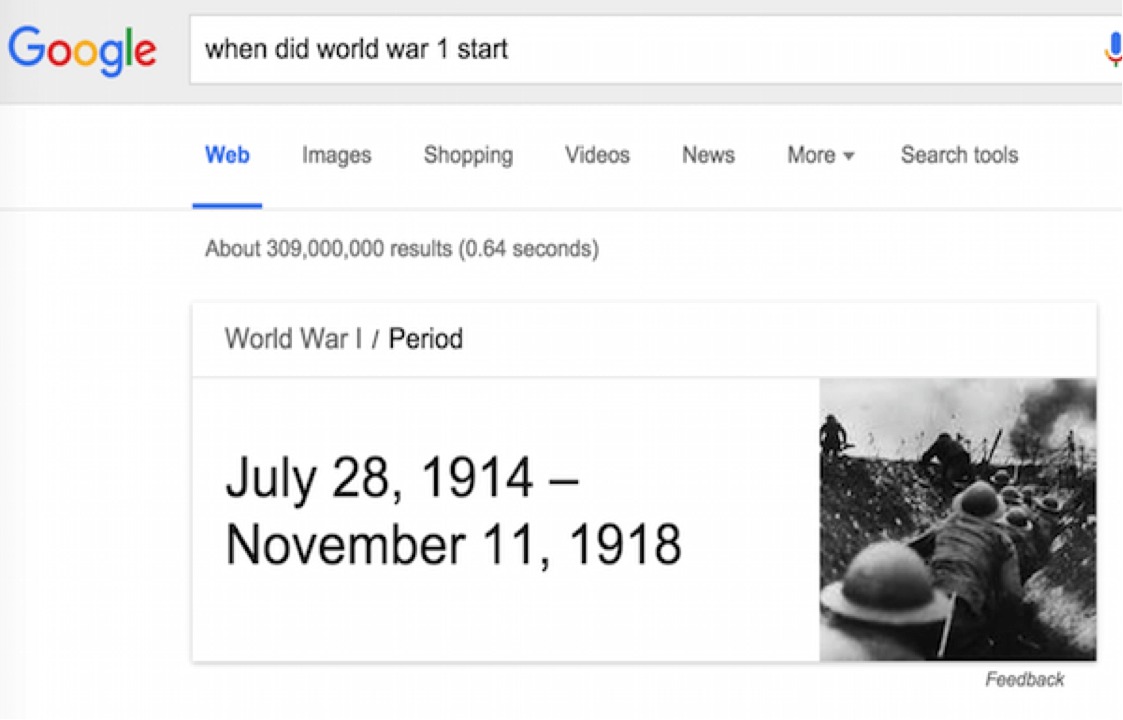 Google when did world war 1 start
Web Images Shopping Videos News More Search tools
About 309,000,000 results (0.64 seconds)
World War I / Period
July 28, 1914 –
November 11, 1918
Feedback